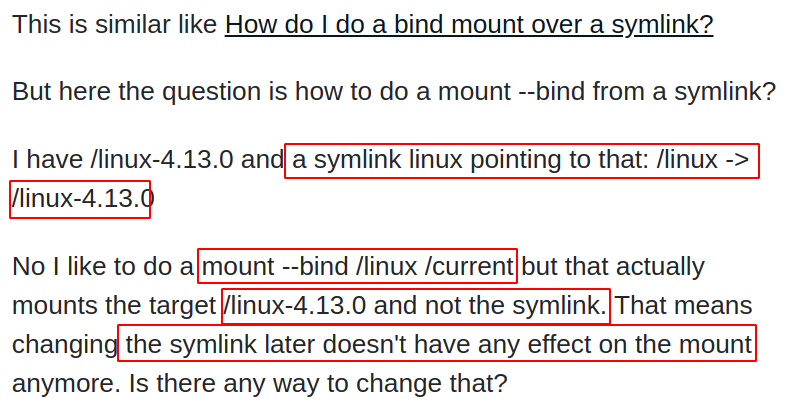 This is similar like How do I do a bind mount over a symlink?
But here the question is how to do a mount --bind from a symlink?
I have /linux-4.13.0 and a symlink linux pointing to that: /linux ->
/linux-4.13.0
No I like to do a mount --bind /linux /current but that actually
mounts the target /linux-4.13.0 and not the symlink. That means
changing the symlink later doesn't have any effect on the mount
anymore. Is there any way to change that?